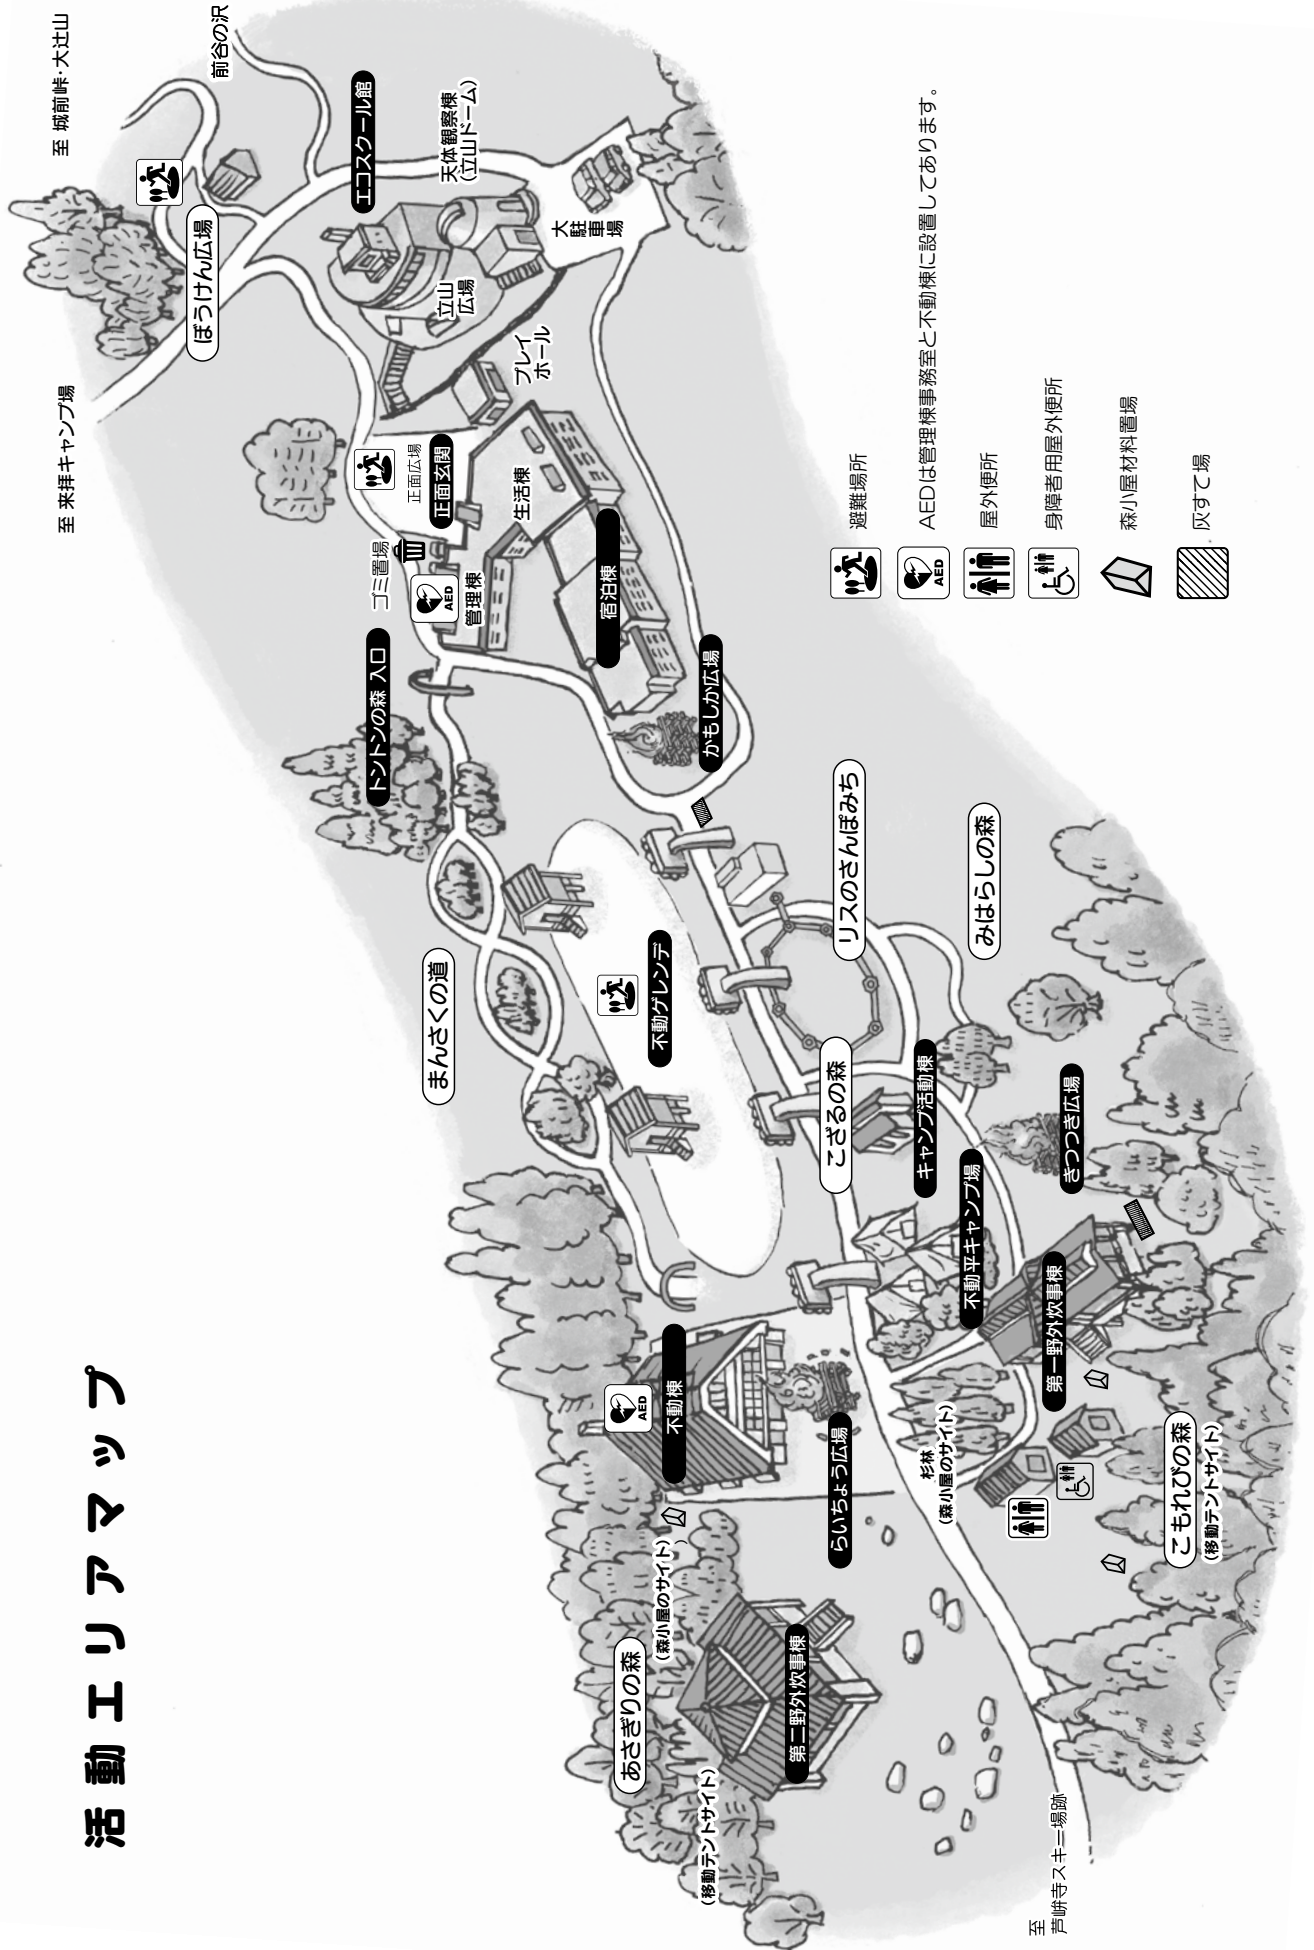 活動エリアマップ
至 芦峅寺スキー場跡
(移動テントサイト)
あさぎりの森
(森小屋のサイト)
第二野外炊事棟
AED
不動棟
らいちょう広場
杉林
(森小屋のサイト)
こもれびの森
(移動テントサイト)
第一野外炊事棟
不動平キャンプ場
きつつき広場
キャンプ活動棟
こざるの森
まんさくの道
不動ゲレンデ
リスのさんぽみち
みはらしの森
トントンの森 入口
かもしか広場
ゴミ置場
AED
管理棟
宿泊棟
生活棟
正面広場
正面玄関
プレイ
ホール
立山
広場
エコスクール館
天体観察棟
(立山ドーム)
大駐車場
ぼうけん広場
至 来拝キャンプ場
至 城前峠・大辻山
前谷の沢
避難場所
AED
AEDは管理棟事務室と不動棟に設置してあります。
屋外便所
身障者用屋外便所
森小屋材料置場
灰すて場